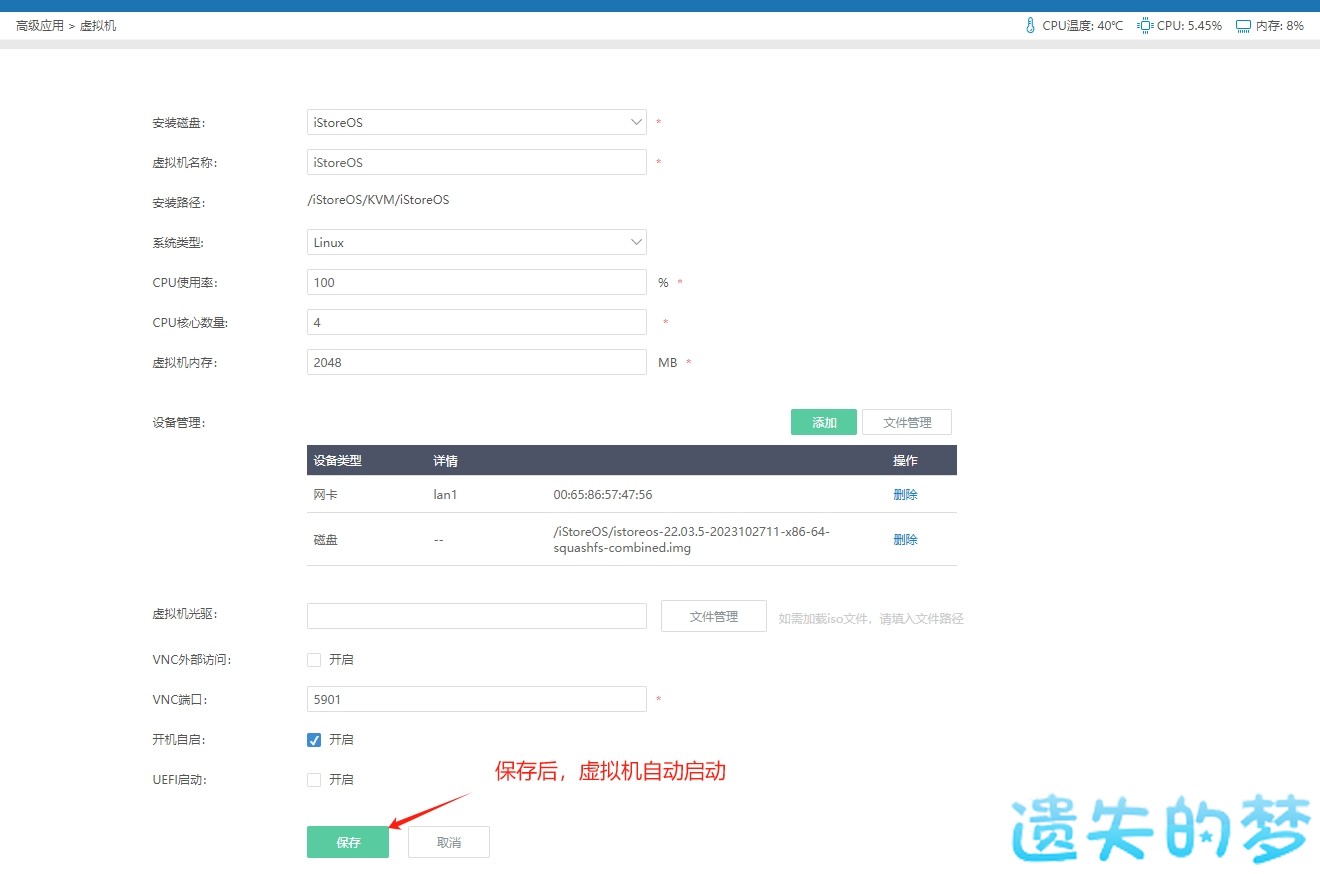 高级应用 > 虚拟机
CPU温度: 40℃ CPU: 5.45% 内存: 8%
安装磁盘: iStoreOS *
虚拟机名称: iStoreOS *
安装路径: /iStoreOS/KVM/iStoreOS
系统类型: Linux
CPU使用率: 100 % *
CPU核心数量: 4 *
虚拟机内存: 2048 MB *
设备管理: 添加 文件管理
设备类型 详情 操作
网卡 lan1 00:65:86:57:47:56 删除
磁盘 -- /iStoreOS/istoreos-22.03.5-2023102711-x86-64-
squashfs-combined.img 删除
虚拟机光驱: 文件管理 如需加载iso文件，请填入文件路径
VNC外部访问: 开启
VNC端口: 5901 *
开机自启: 开启
UEFI启动: 开启
保存后，虚拟机自动启动
保存 取消
遗失的梦